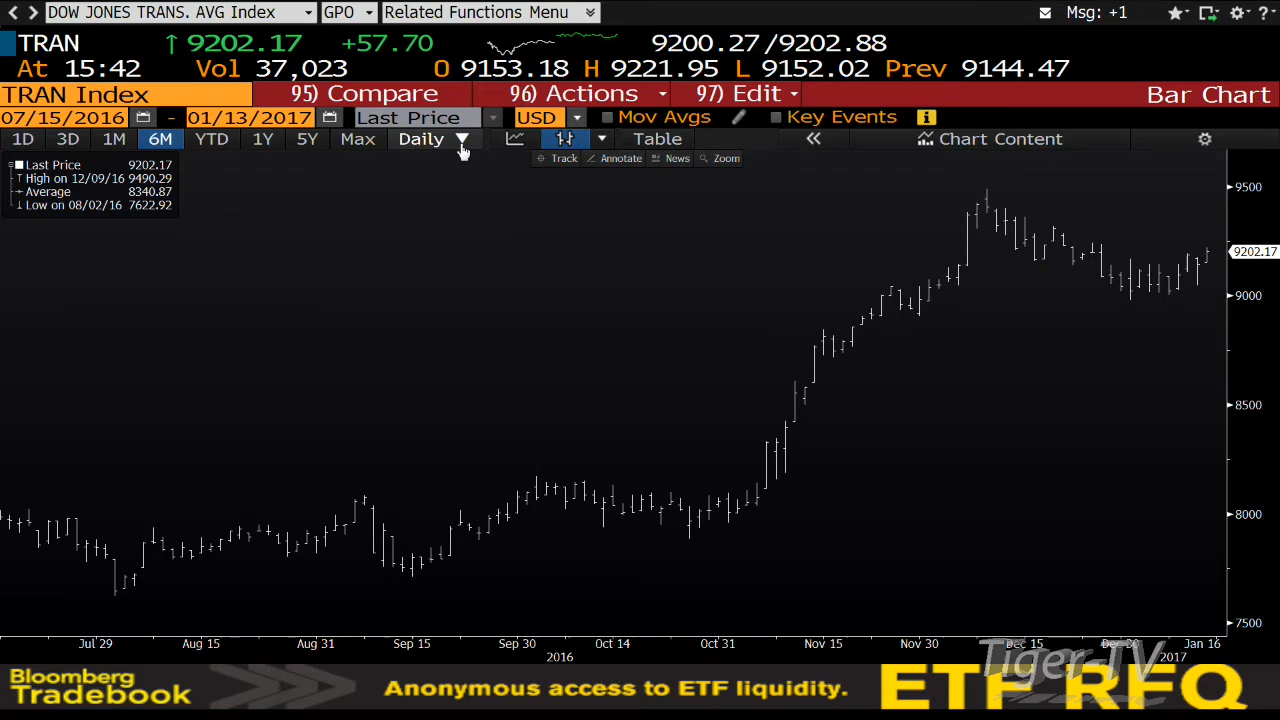 DOW JONES TRANS. AVG Index GPO Related Functions Menu Msg: +1 ?
TRAN ↑ 9202.17 +57.70 9200.27/9202.88
At 15:42 Vol 37,023 O 9153.18 H 9221.95 L 9152.02 Prev 9144.47
TRAN Index 95) Compare 96) Actions 97) Edit Bar Chart
07/15/2016 - 01/13/2017 Last Price USD Mov Avgs Key Events
1D 3D 1M 6M YTD 1Y 5Y Max Daily Table « Chart Content
Track Annotate News Zoom
Last Price 9202.17
High on 12/09/16 9490.29
Average 8340.87
Low on 08/02/16 7622.92
9500
9202.17
9000
8500
8000
7500
Jul 29 Aug 15 Aug 31 Sep 15 Sep 30 Oct 14 Oct 31 Nov 15 Nov 30 Dec 15 Dec 30 Jan 16
2016 2017
Tiger-TV
Bloomberg
Tradebook
Anonymous access to ETF liquidity.
ETF RFQ